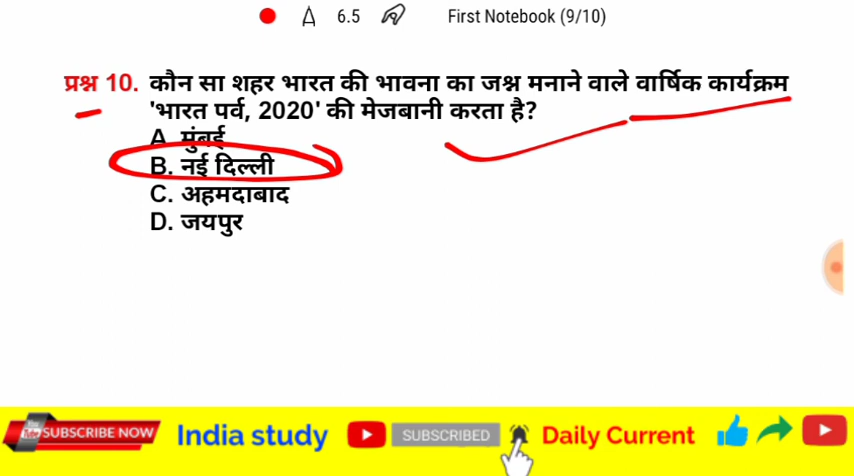 6.5 First Notebook (9/10)
प्रश्न 10. कौन सा शहर भारत की भावना का जश्न मनाने वाले वार्षिक कार्यक्रम
'भारत पर्व, 2020' की मेजबानी करता है?
A. मुंबई
B. नई दिल्ली
C. अहमदाबाद
D. जयपुर
SUBSCRIBE NOW India study SUBSCRIBED Daily Current